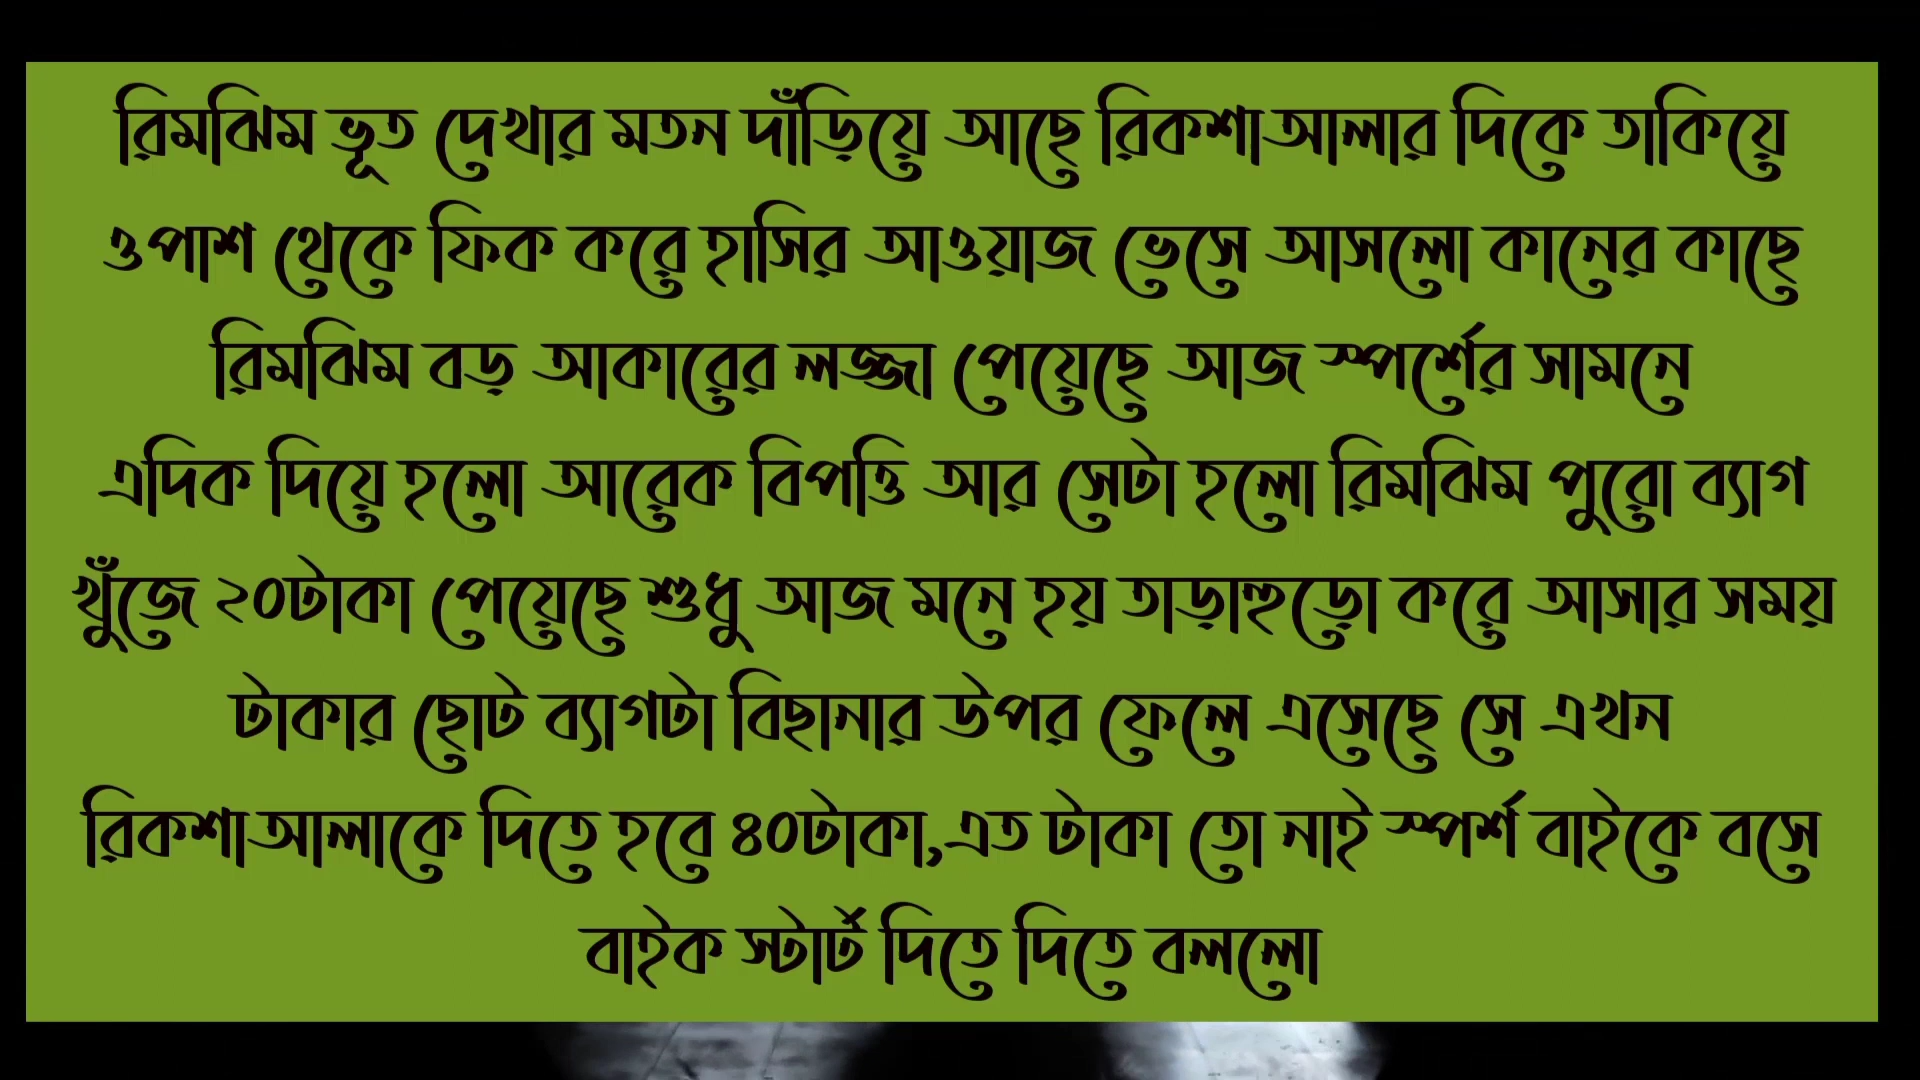 রিমঝিম ভূত দেখার মতন দাঁড়িয়ে আছে রিকশাআলার দিকে তাকিয়ে
ওপাশ থেকে ফিক করে হাসির আওয়াজ ভেসে আসলো কানের কাছে
রিমঝিম বড় আকারের লজ্জা পেয়েছে আজ স্পর্শের সামনে
এদিক দিয়ে হলো আরেক বিপত্তি আর সেটা হলো রিমঝিম পুরো ব্যাগ
খুঁজে ২০টাকা পেয়েছে শুধু আজ মনে হয় তাড়াহুড়ো করে আসার সময়
টাকার ছোট ব্যাগটা বিছানার উপর ফেলে এসেছে সে এখন
রিকশাআলাকে দিতে হবে ৪০টাকা,এত টাকা তো নাই স্পর্শ বাইকে বসে
বাইক স্টার্ট দিতে দিতে বললো